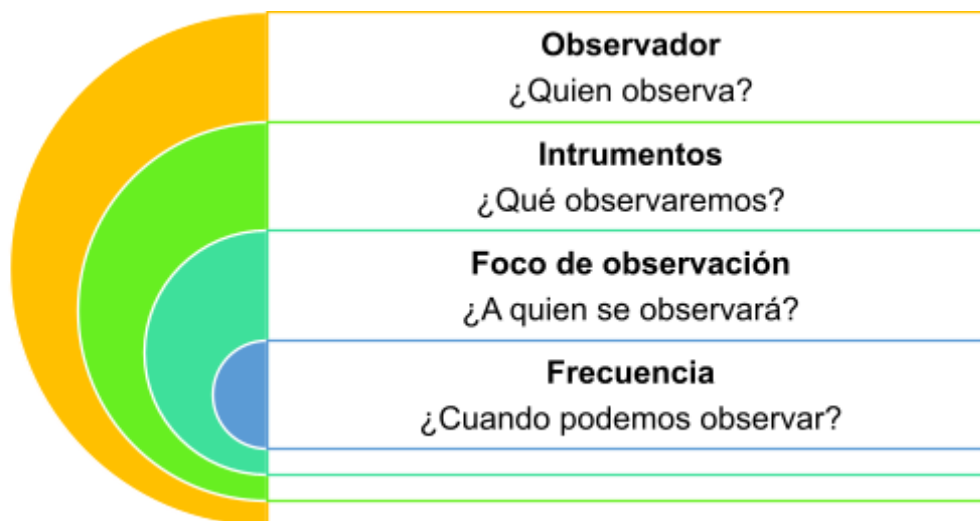 Observador
¿Quien observa?
Intrumentos
¿Qué observaremos?
Foco de observación
¿A quien se observará?
Frecuencia
¿Cuando podemos observar?